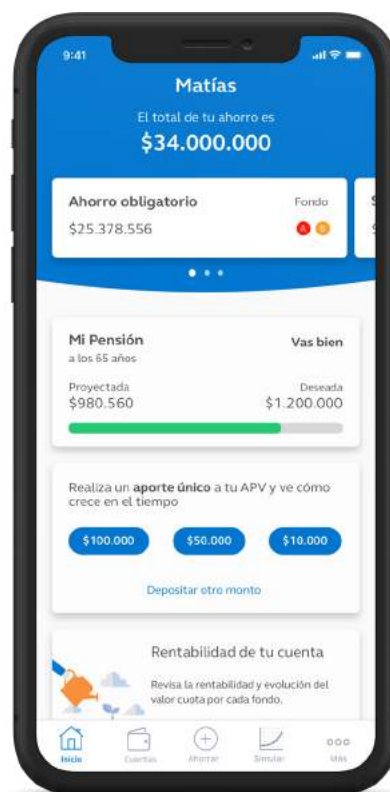 9:41
Matías
El total de tu ahorro es
$34.000.000
Ahorro obligatorio Fondo
$25.378.556 A B
Mi Pensión Vas bien
a los 65 años
Proyectada Deseada
$980.560 $1.200.000
Realiza un aporte único a tu APV y ve cómo
crece en el tiempo
$100.000 $50.000 $10.000
Depositar otro monto
Rentabilidad de tu cuenta
Revisa la rentabilidad y evolución del
valor cuota por cada fondo.
Inicio Cuentas Ahorrar Simular Más